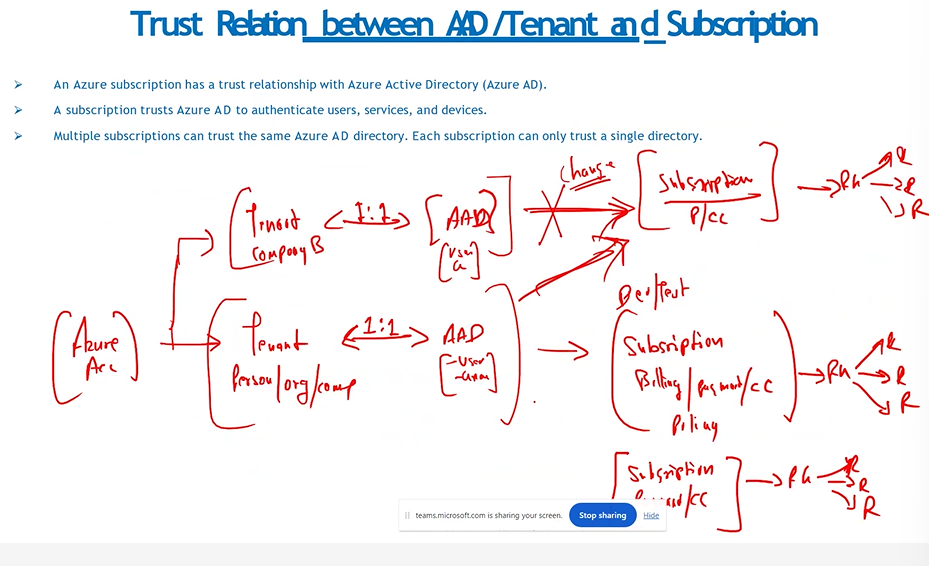 Trust Relation between AAD/Tenant and Subscription
➢ An Azure subscription has a trust relationship with Azure Active Directory (Azure AD).
➢ A subscription trusts Azure AD to authenticate users, services, and devices.
➢ Multiple subscriptions can trust the same Azure AD directory. Each subscription can only trust a single directory.
Change
Subscription
P/CC
RG
R
R
R
Tenant
Company B
1:1
AAD
User
G
Dev/Test
Azure
Acc
Tenant
Person/org/comp
1:1
AAD
-User
Subscription
Billing/payment/CC
RG
R
R
R
Subscription
/CC
RG
R
R
R
teams.microsoft.com is sharing your screen.
Stop sharing
Hide